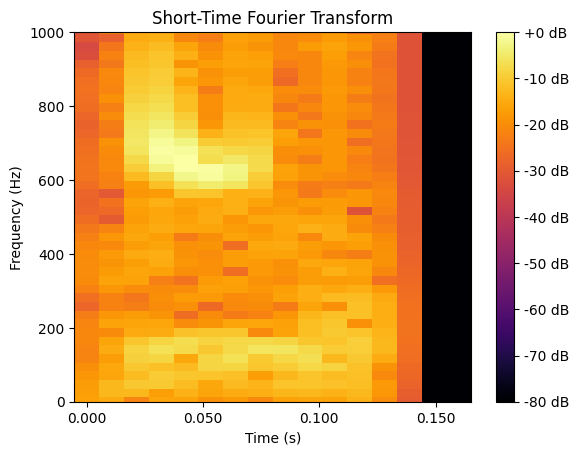 Short-Time Fourier Transform
Frequency (Hz)
1000
800
600
400
200
0
0.000
0.050
0.100
0.150
Time (s)
+0 dB
-10 dB
-20 dB
-30 dB
-40 dB
-50 dB
-60 dB
-70 dB
-80 dB